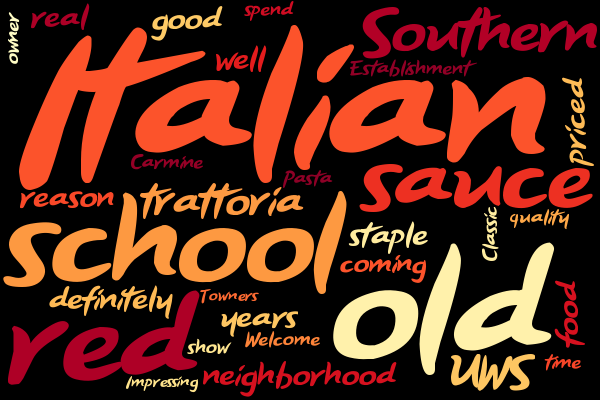 owner
real
good
spend
Southern
well
Establishment
Italian
priced
Carmine
Pasta
reason
trattoria
sauce
Classic
quality
school
staple
coming
definitely
Towners
years
old
food
red
show
Welcome
UWS
time
Impressing
neighborhood